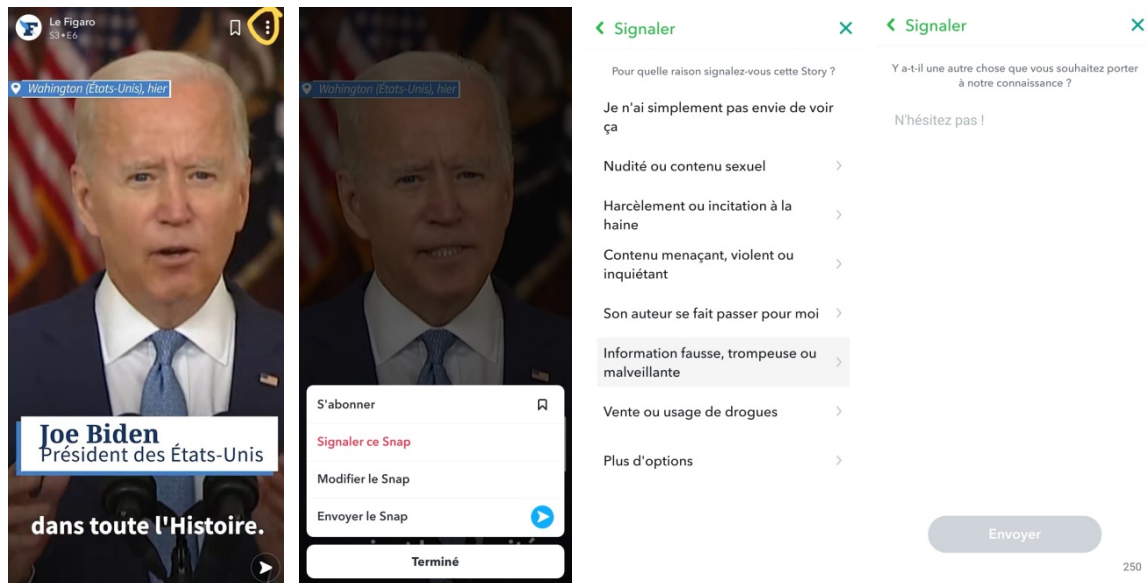 Le Figaro
S3•E6
Wahington (États-Unis), hier
Joe Biden
Président des États-Unis
dans toute l'Histoire.
Wahington (États-Unis), hier
S'abonner
Signaler ce Snap
Modifier le Snap
Envoyer le Snap
Terminé
Signaler
Pour quelle raison signalez-vous cette Story ?
Je n'ai simplement pas envie de voir
ça
Nudité ou contenu sexuel
Harcèlement ou incitation à la
haine
Contenu menaçant, violent ou
inquiétant
Son auteur se fait passer pour moi
Information fausse, trompeuse ou
malveillante
Vente ou usage de drogues
Plus d'options
Signaler
Y a-t-il une autre chose que vous souhaitez porter
à notre connaissance ?
N'hésitez pas !
Envoyer
250